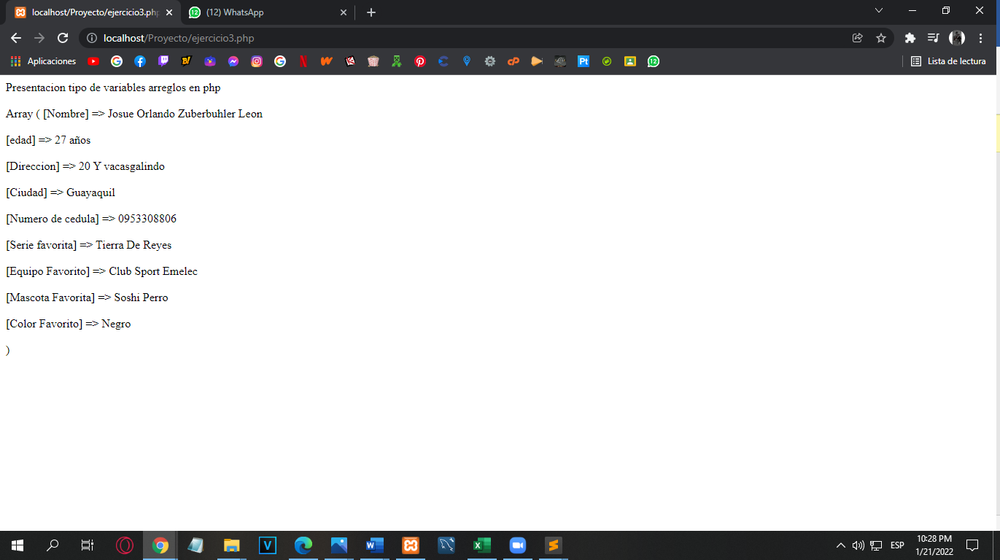 localhost/Proyecto/ejercicio3.php
(12) WhatsApp
localhost/Proyecto/ejercicio3.php
Aplicaciones
Lista de lectura
Presentacion tipo de variables arreglos en php
Array ( [Nombre] => Josue Orlando Zuberbuhler Leon
[edad] => 27 años
[Direccion] => 20 Y vacasgalindo
[Ciudad] => Guayaquil
[Numero de cedula] => 0953308806
[Serie favorita] => Tierra De Reyes
[Equipo Favorito] => Club Sport Emelec
[Mascota Favorita] => Soshi Perro
[Color Favorito] => Negro
)
ESP
10:28 PM
1/21/2022